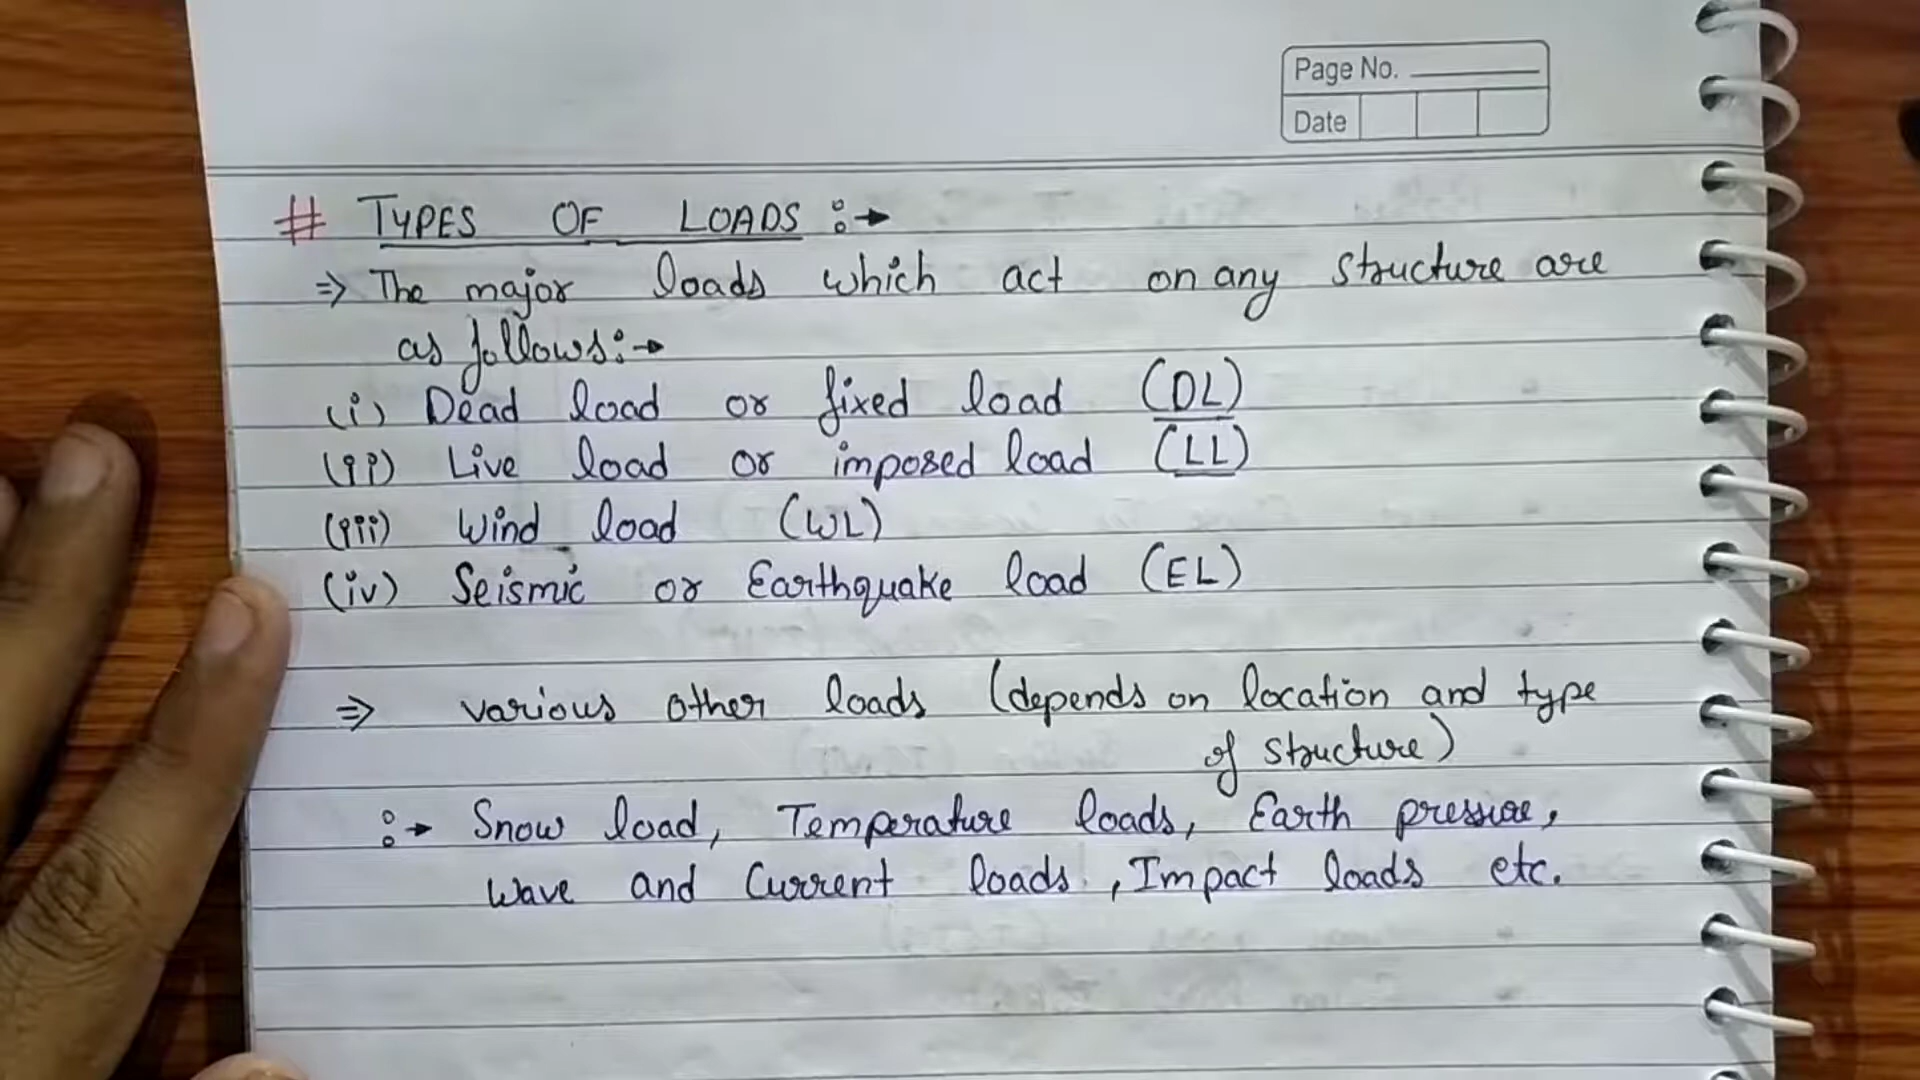 Page No.
Date
# TYPES OF LOADS :→
⇒ The major loads which act on any structure are
as follows:→
(i) Dead load or fixed load (DL)
(ii) Live load or imposed load (LL)
(iii) Wind load (WL)
(iv) Seismic or Earthquake load (EL)
⇒ various other loads (depends on location and type
of structure)
:→ Snow load, Temperature loads, Earth pressure,
Wave and Current loads, Impact loads etc.